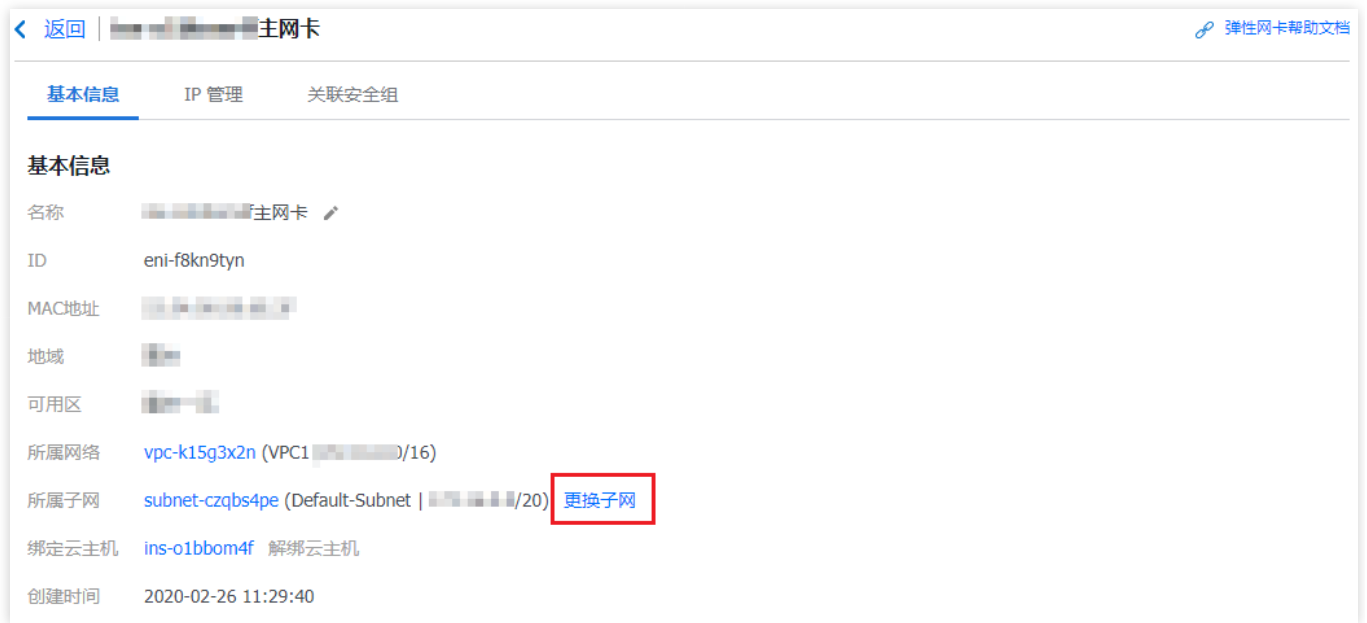 返回 主网卡 弹性网卡帮助文档
基本信息 IP 管理 关联安全组
基本信息
名称 主网卡
ID eni-f8kn9tyn
MAC地址
地域
可用区
所属网络 vpc-k15g3x2n (VPC1 0/16)
所属子网 subnet-czqbs4pe (Default-Subnet | /20) 更换子网
绑定云主机 ins-o1bbom4f 解绑云主机
创建时间 2020-02-26 11:29:40